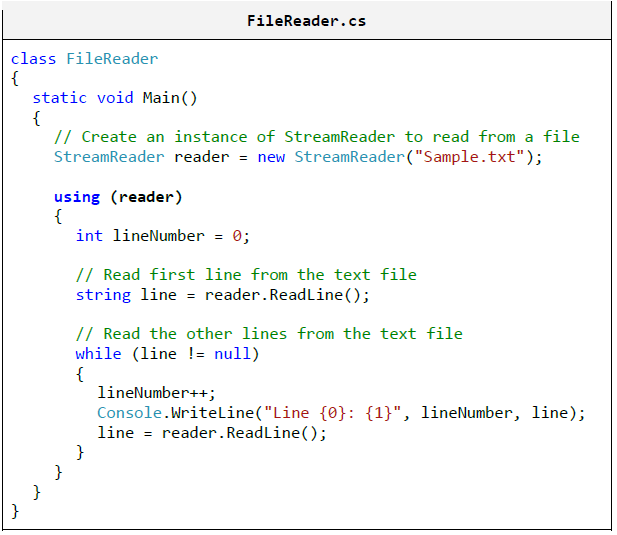 FileReader.cs
class FileReader
{
static void Main()
{
// Create an instance of StreamReader to read from a file
StreamReader reader = new StreamReader("Sample.txt");
using (reader)
{
int lineNumber = 0;
// Read first line from the text file
string line = reader.ReadLine();
// Read the other lines from the text file
while (line != null)
{
lineNumber++;
Console.WriteLine("Line {0}: {1}", lineNumber, line);
line = reader.ReadLine();
}
}
}
}